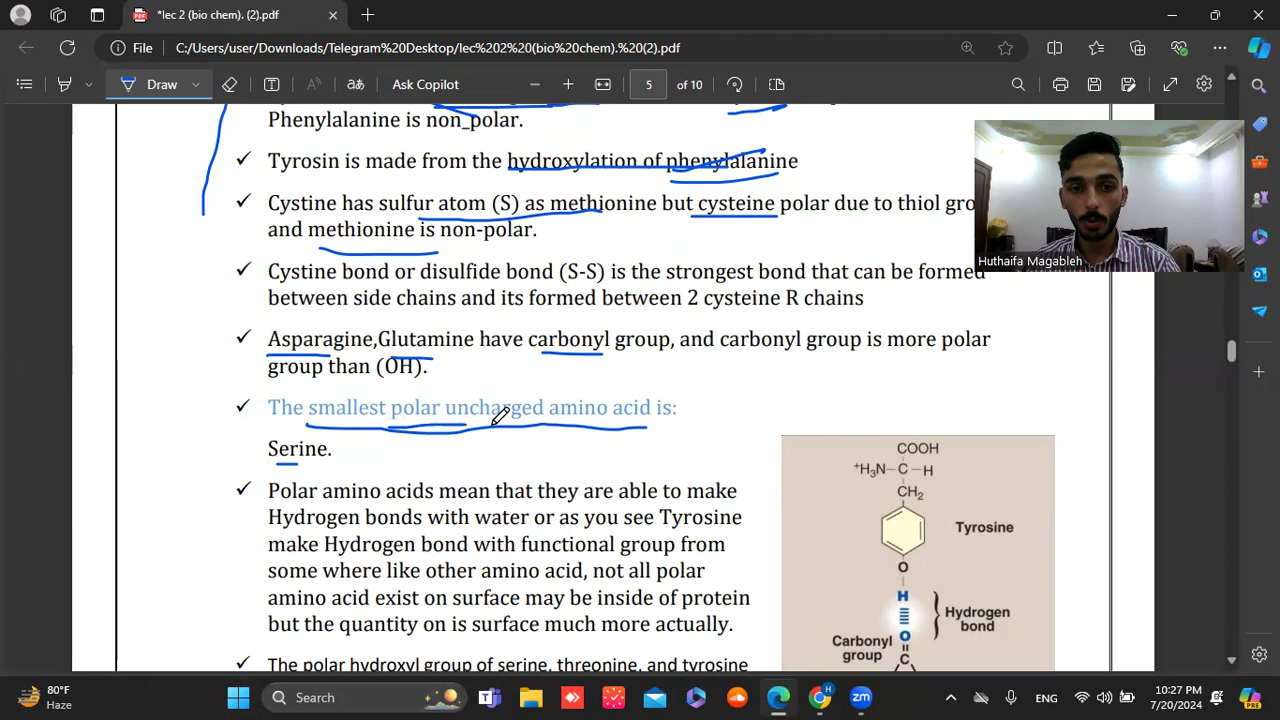 *lec 2 (bio chem). (2).pdf
File
C:/Users/user/Downloads/Telegram%20Desktop/lec%202%20(bio%20chem).%20(2).pdf
Draw
Ask Copilot
5
of 10
Phenylalanine is non_polar.
✓ Tyrosin is made from the hydroxylation of phenylalanine
✓ Cystine has sulfur atom (S) as methionine but cysteine polar due to thiol
and methionine is non-polar.
Huthaifa Magableh
✓ Cystine bond or disulfide bond (S-S) is the strongest bond that can be formed
between side chains and its formed between 2 cysteine R chains
✓ Asparagine,Glutamine have carbonyl group, and carbonyl group is more polar
group than (OH).
✓ The smallest polar uncharged amino acid is:
Serine.
✓ Polar amino acids mean that they are able to make
Hydrogen bonds with water or as you see Tyrosine
make Hydrogen bond with functional group from
some where like other amino acid, not all polar
amino acid exist on surface may be inside of protein
but the quantity on is surface much more actually.
✓ The polar hydroxyl group of serine, threonine, and tyrosine
COOH
⁺H₃N–C–H
CH₂
Tyrosine
O
H
Hydrogen
bond
O
Carbonyl
group
C
80°F
Haze
Search
ENG
10:27 PM
7/20/2024